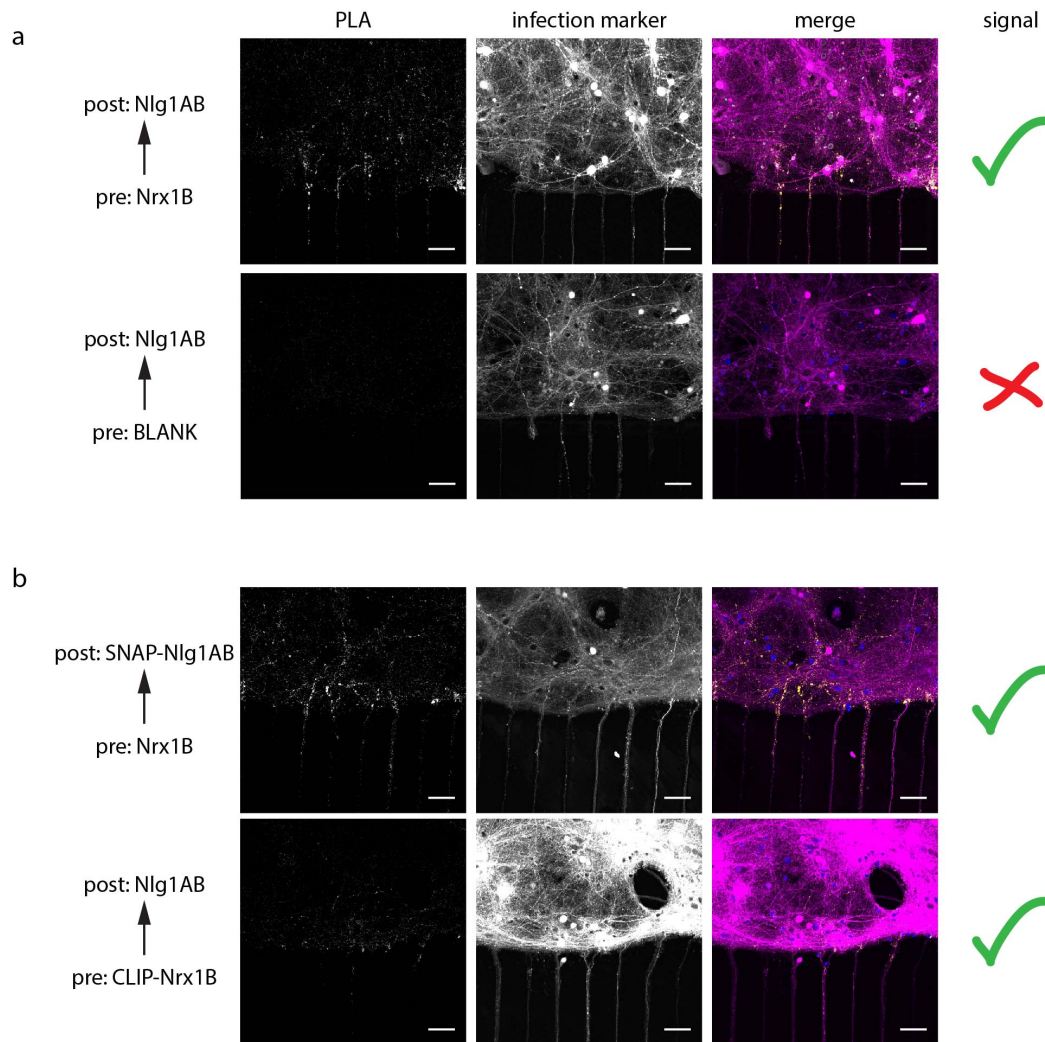 PLA infection marker merge signal
a
post: Nlg1AB
pre: Nrx1B
post: Nlg1AB
pre: BLANK
b
post: SNAP-Nlg1AB
pre: Nrx1B
post: Nlg1AB
pre: CLIP-Nrx1B